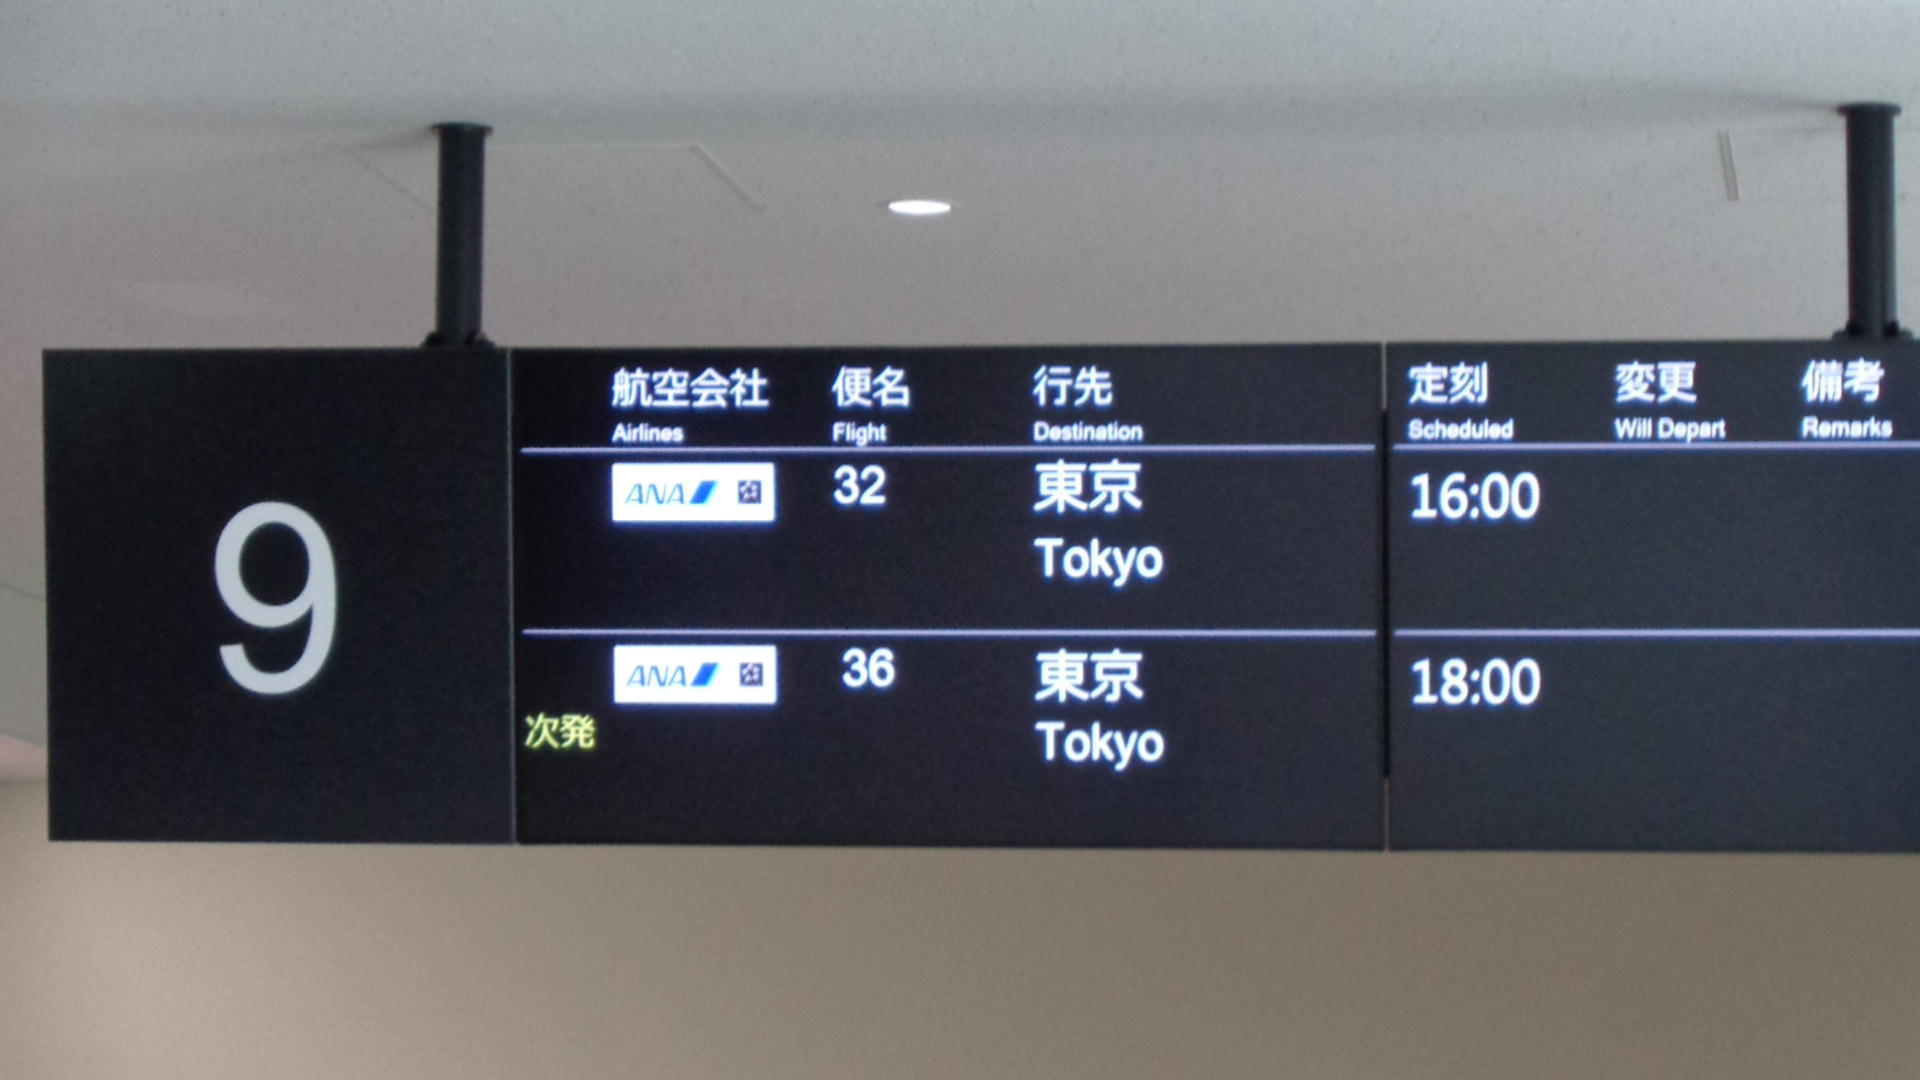 9
航空会社 便名 行先 定刻 変更 備考
Airlines Flight Destination Scheduled Will Depart Remarks
ANA 32 東京 16:00
Tokyo
ANA 36 東京 18:00
次発 Tokyo